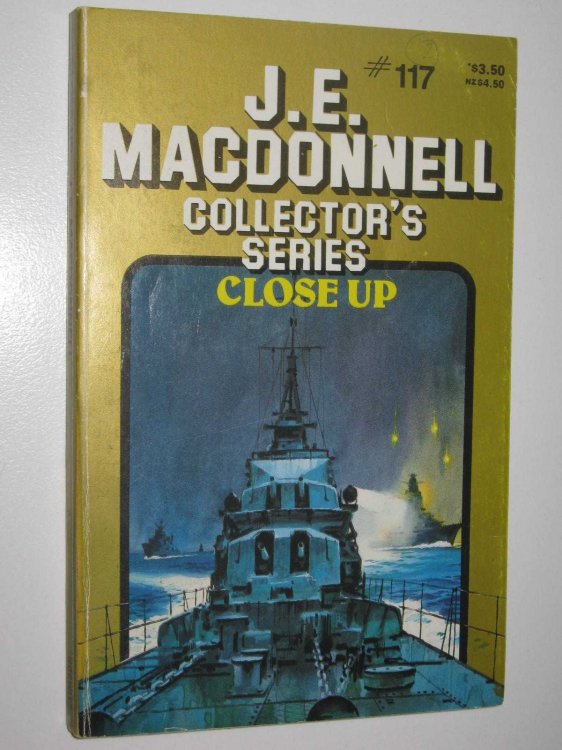 #117
*$3.50
NZ$4.50
J.E.
MACDONNELL
COLLECTOR'S
SERIES
CLOSE UP